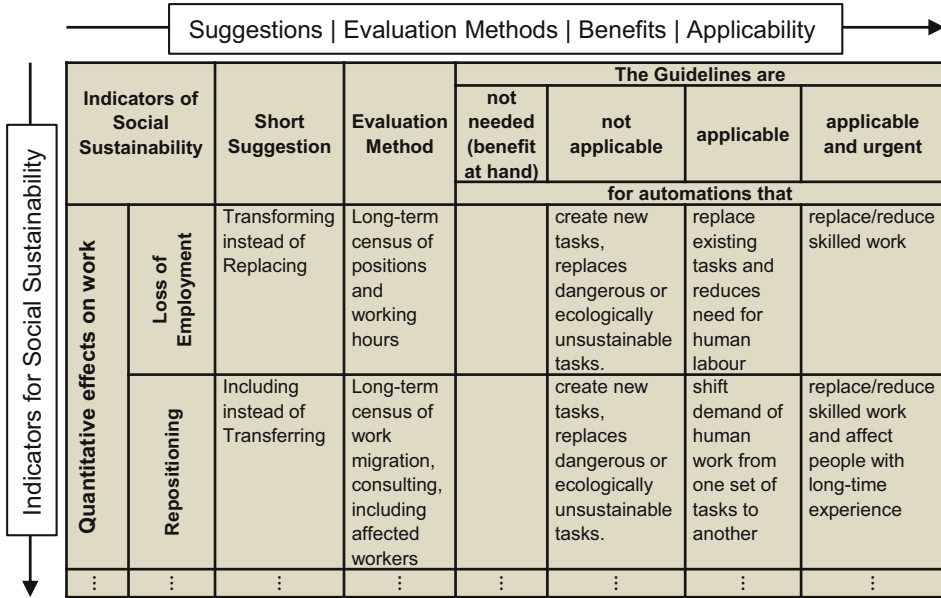 Suggestions | Evaluation Methods | Benefits | Applicability
Indicators for Social Sustainability
Indicators of
Social
Sustainability
Short
Suggestion
Evaluation
Method
The Guidelines are
not
needed
(benefit
at hand)
not
applicable
applicable
applicable
and urgent
for automations that
Quantitative effects on work
Loss of
Employment
Transforming
instead of
Replacing
Long-term
census of
positions
and
working
hours
create new
tasks,
replaces
dangerous or
ecologically
unsustainable
tasks.
replace
existing
tasks and
reduces
need for
human
labour
replace/reduce
skilled work
Repositioning
Including
instead of
Transferring
Long-term
census of
work
migration,
consulting,
including
affected
workers
create new
tasks,
replaces
dangerous or
ecologically
unsustainable
tasks.
shift
demand of
human
work from
one set of
tasks to
another
replace/reduce
skilled work
and affect
people with
long-time
experience
⋮ ⋮ ⋮ ⋮ ⋮ ⋮ ⋮ ⋮